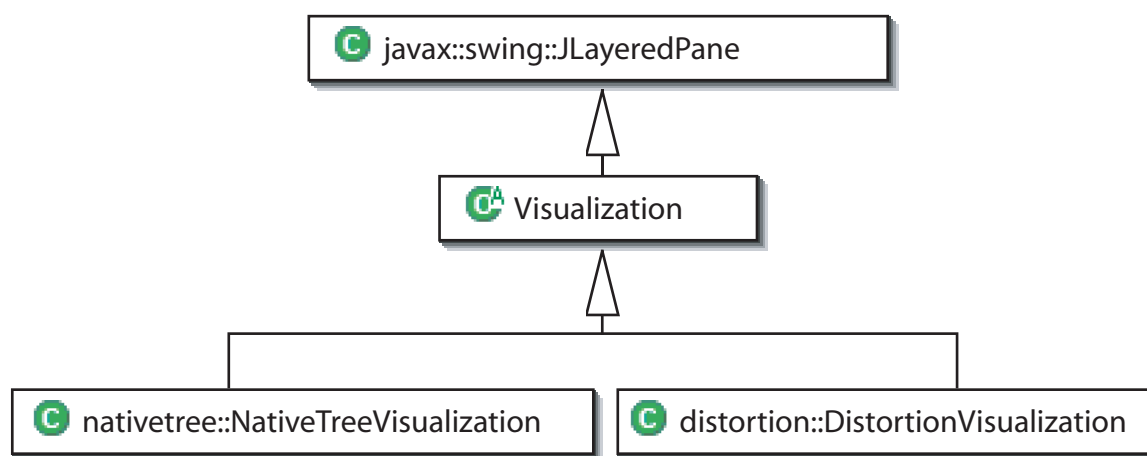 C javax::swing::JLayeredPane
C A Visualization
C nativetree::NativeTreeVisualization
C distortion::DistortionVisualization